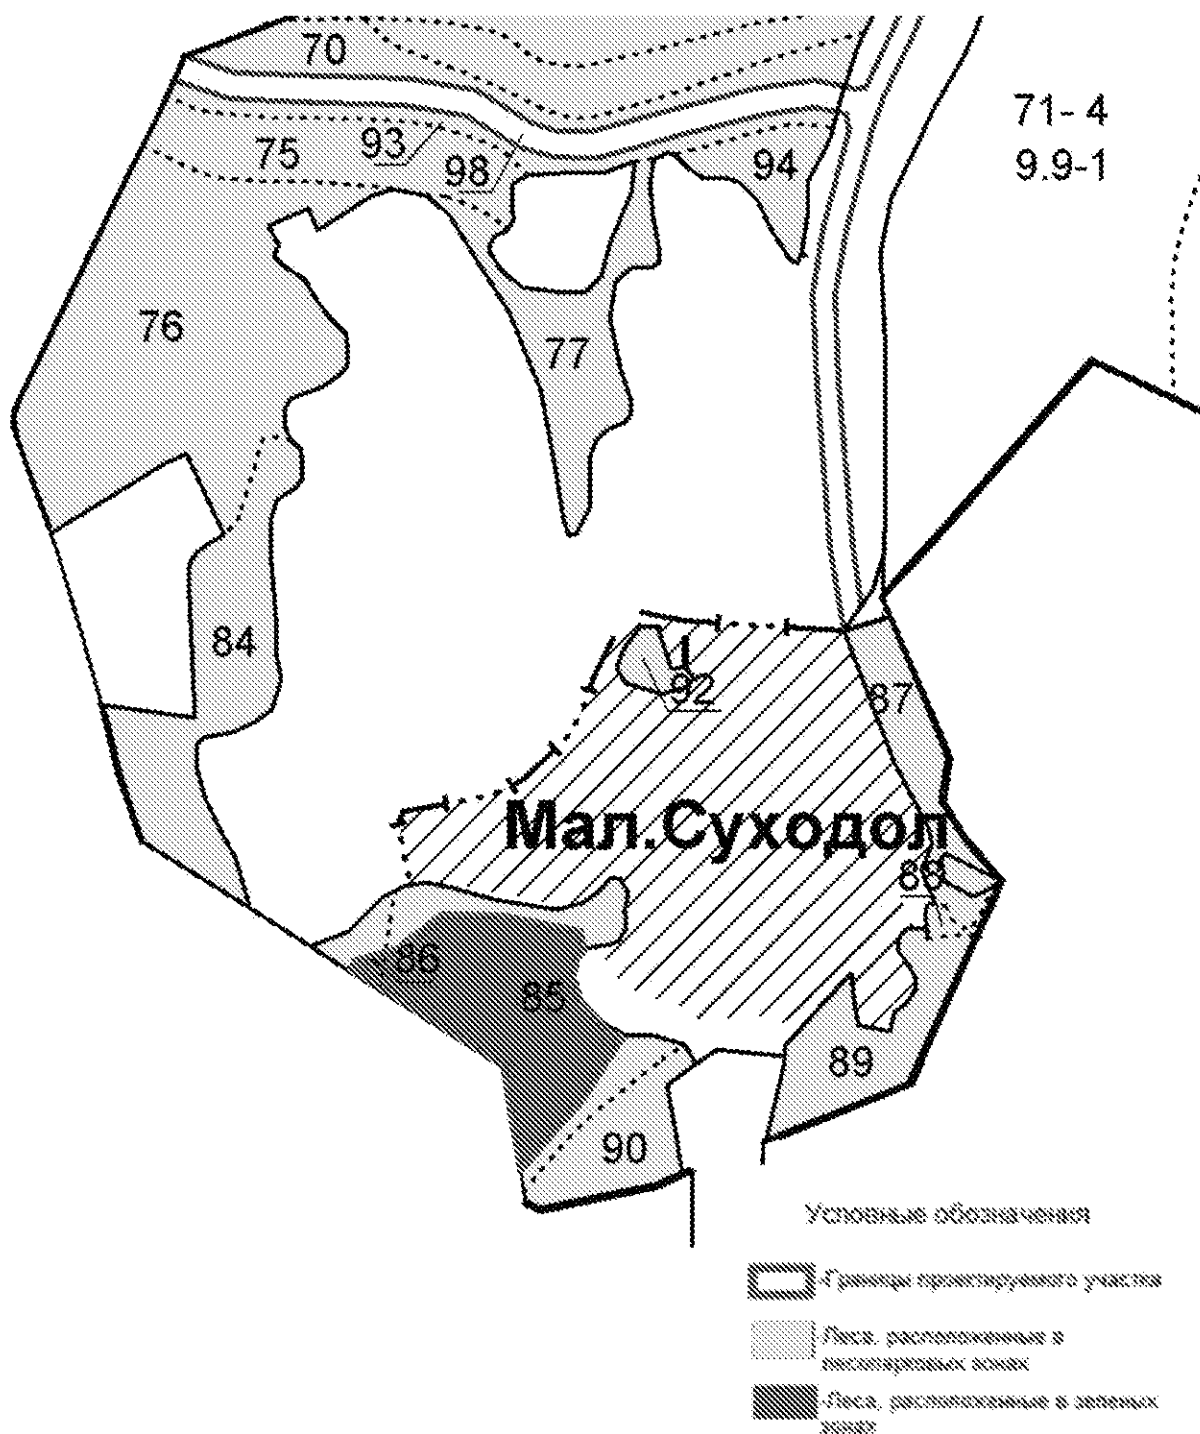 70
71- 4
9.9-1
75
93
98
94
76
77
84
92
87
Мал.Суходол
88
86
85
89
90
Условные обозначения
-Границы проектируемого участка
Леса, расположенные в
лесопарковых зонах
-Леса, расположенные в зеленых
зонах